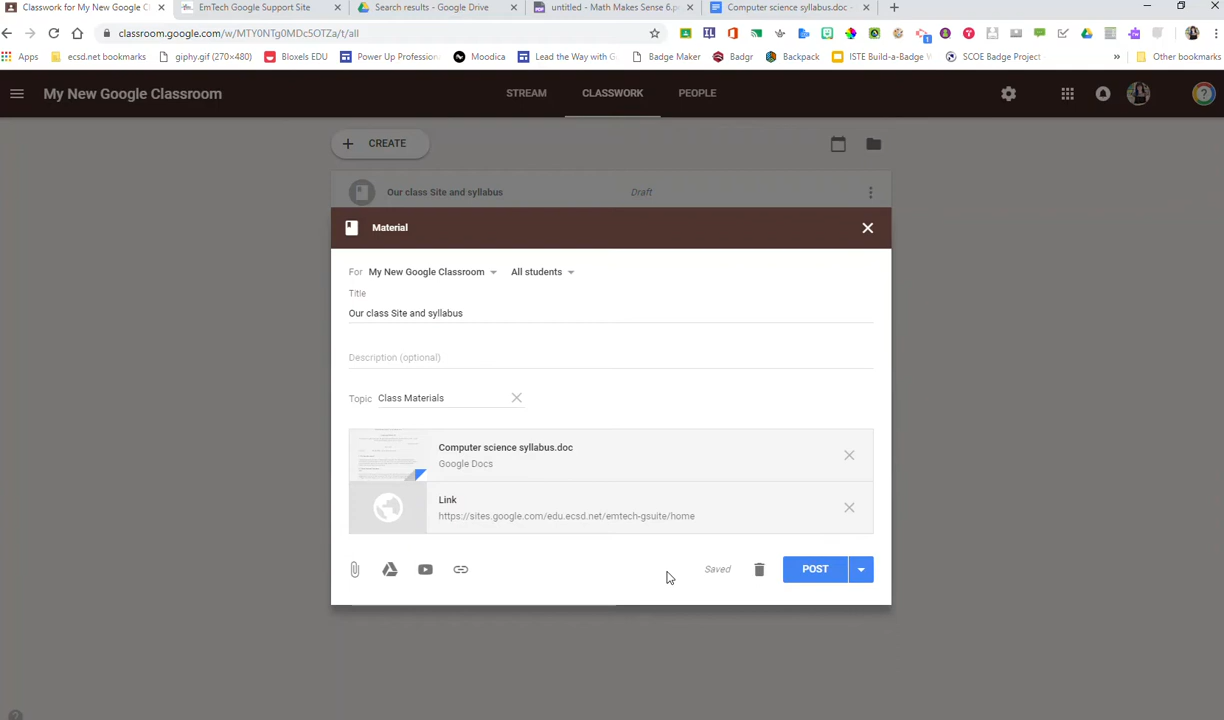 Classwork for My New Google C
EmTech Google Support Site
Search results - Google Drive
untitled - Math Makes Sense 6.p
Computer science syllabus.doc -
classroom.google.com/w/MTY0NTg0MDc5OTZa/t/all
Apps
ecsd.net bookmarks
giphy.gif (270×480)
Bloxels EDU
Power Up Profession
Moodica
Lead the Way with G
Badge Maker
Badgr
Backpack
ISTE Build-a-Badge W
SCOE Badge Project
»
Other bookmarks
My New Google Classroom
STREAM
CLASSWORK
PEOPLE
+ CREATE
Our class Site and syllabus
Draft
Material
For My New Google Classroom
All students
Title
Our class Site and syllabus
Description (optional)
Topic Class Materials
Computer science syllabus.doc
Google Docs
Link
https://sites.google.com/edu.ecsd.net/emtech-gsuite/home
Saved
POST